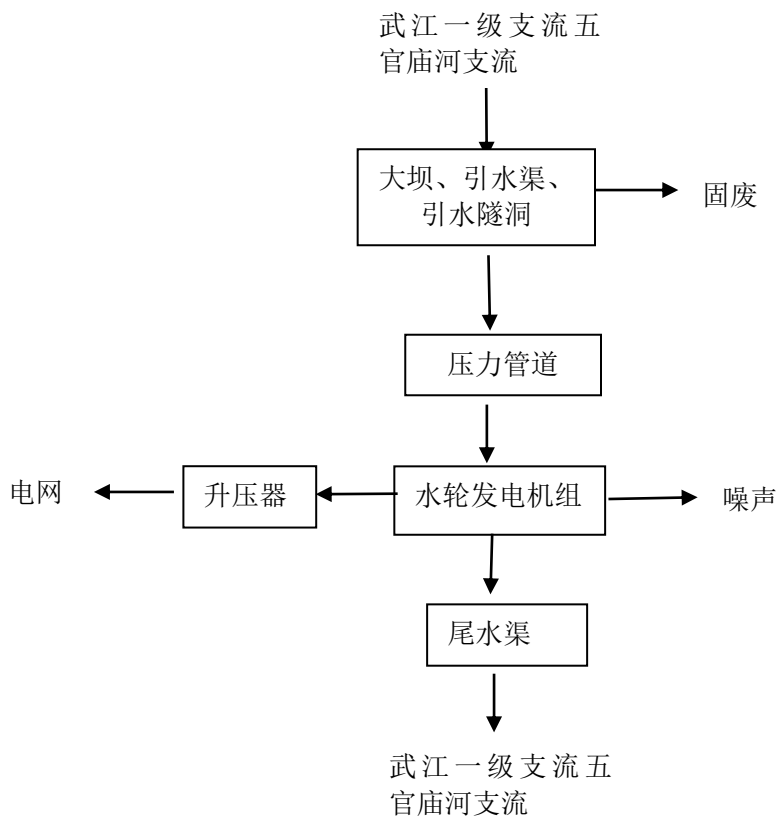 武江一级支流五
官庙河支流
大坝、引水渠、
引水隧洞
固废
压力管道
电网
升压器
水轮发电机组
噪声
尾水渠
武江一级支流五
官庙河支流